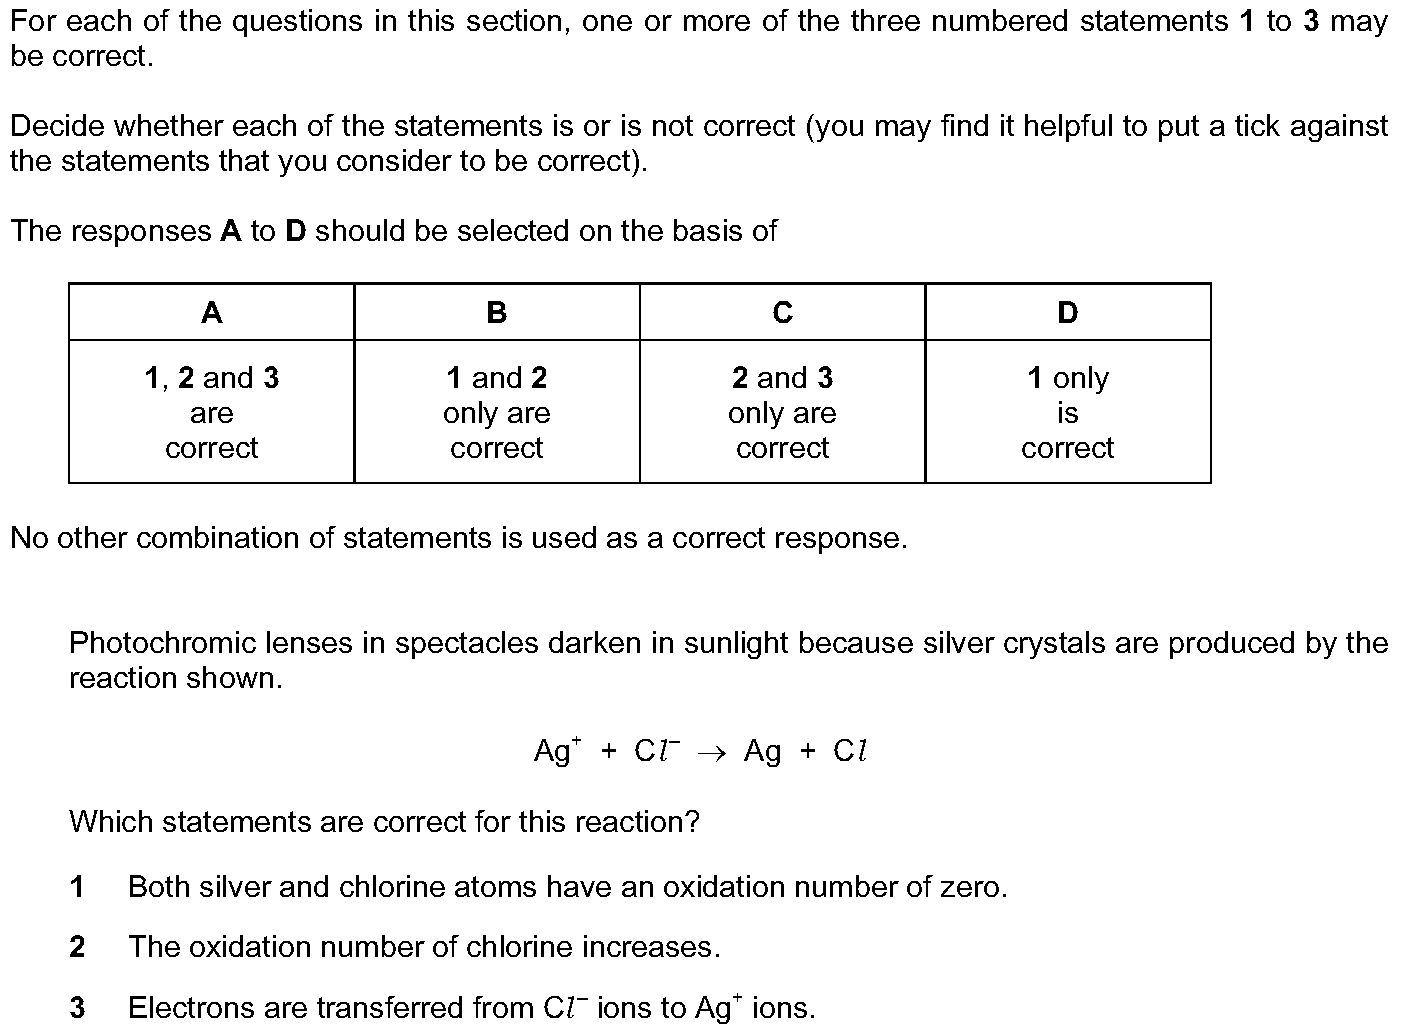 For each of the questions in this section, one or more of the three numbered statements 1 to 3 may
be correct.
Decide whether each of the statements is or is not correct (you may find it helpful to put a tick against
the statements that you consider to be correct).
The responses A to D should be selected on the basis of
A B C D
1, 2 and 3 1 and 2 2 and 3 1 only
are only are only are is
correct correct correct correct
No other combination of statements is used as a correct response.
Photochromic lenses in spectacles darken in sunlight because silver crystals are produced by the
reaction shown.
Ag⁺ + Cl⁻ → Ag + Cl
Which statements are correct for this reaction?
1 Both silver and chlorine atoms have an oxidation number of zero.
2 The oxidation number of chlorine increases.
3 Electrons are transferred from Cl⁻ ions to Ag⁺ ions.